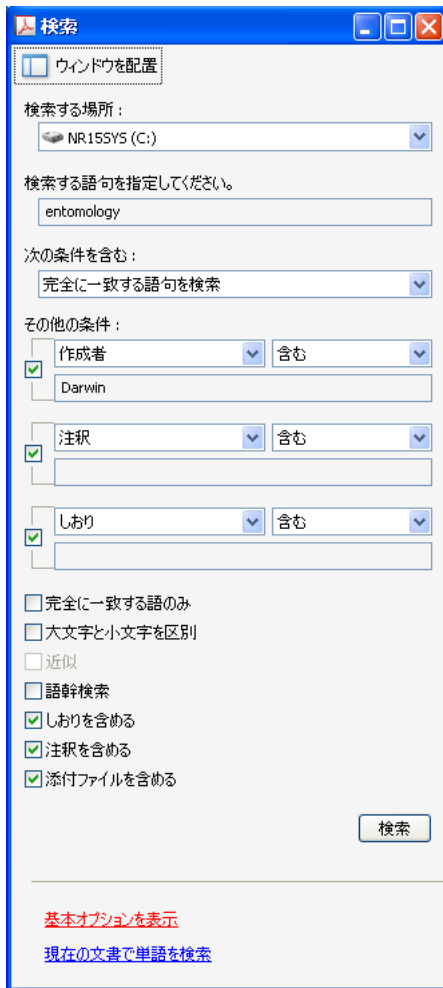 検索
ウィンドウを配置
検索する場所 :
NR15SYS (C:)
検索する語句を指定してください。
entomology
次の条件を含む :
完全に一致する語句を検索
その他の条件 :
作成者 含む
Darwin
注釈 含む
しおり 含む
完全に一致する語のみ
大文字と小文字を区別
近似
語幹検索
しおりを含める
注釈を含める
添付ファイルを含める
検索
基本オプションを表示
現在の文書で単語を検索